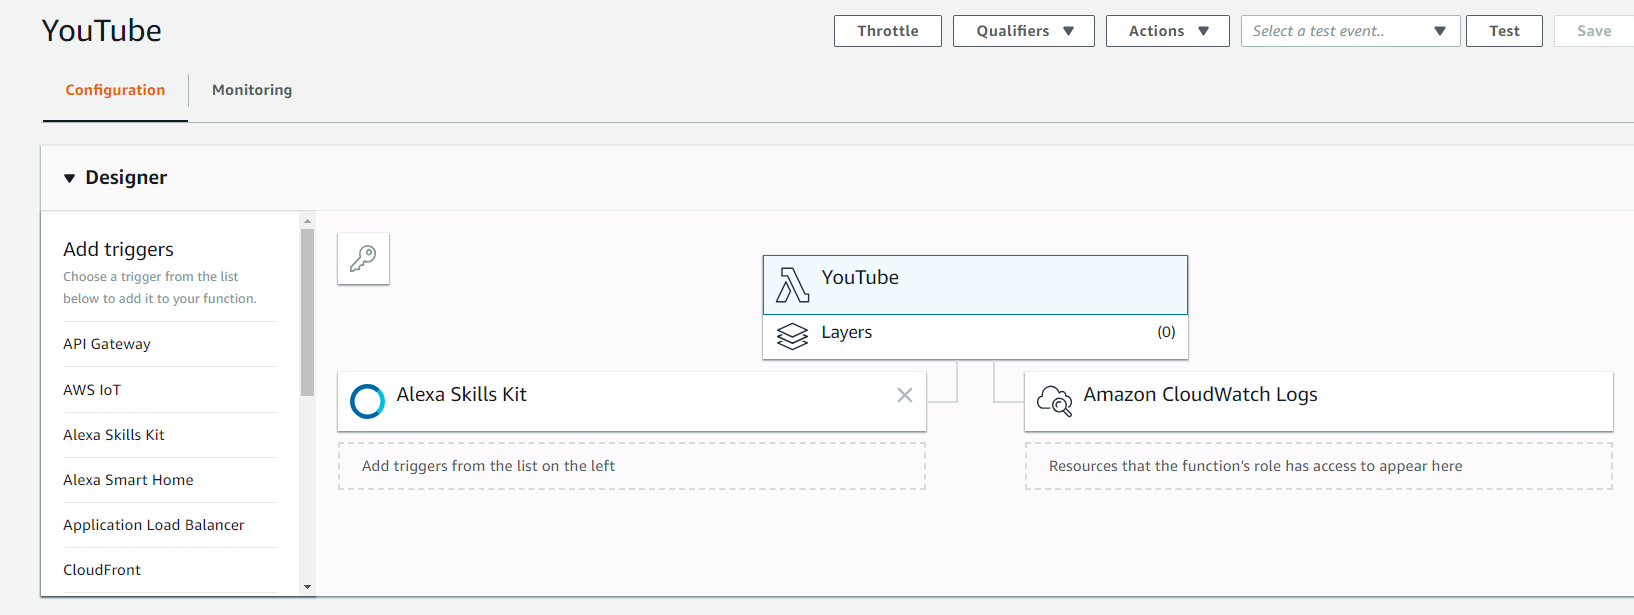 YouTube
Throttle
Qualifiers
Actions
Select a test event..
Test
Save
Configuration
Monitoring
Designer
Add triggers
Choose a trigger from the list
below to add it to your function.
API Gateway
AWS IoT
Alexa Skills Kit
Alexa Smart Home
Application Load Balancer
CloudFront
YouTube
Layers
(0)
Alexa Skills Kit
Add triggers from the list on the left
Amazon CloudWatch Logs
Resources that the function's role has access to appear here